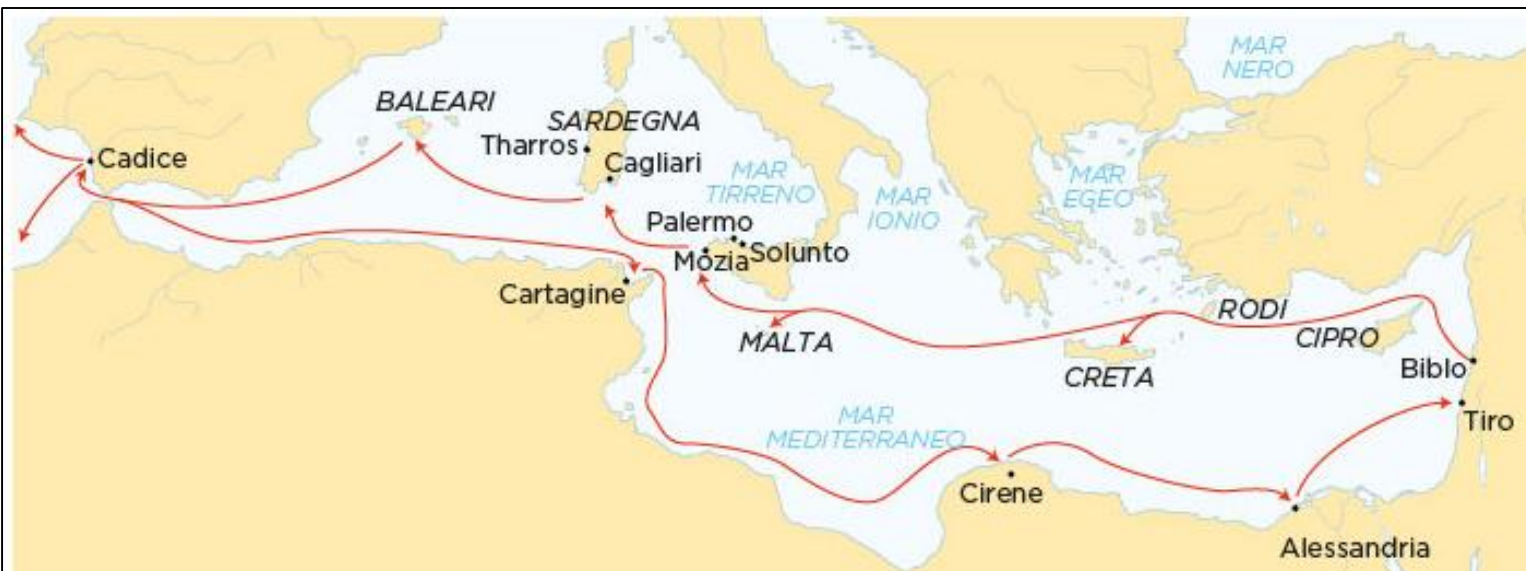 MAR
NERO
BALEARI
SARDEGNA
Tharros
Cadice
Cagliari
MAR
TIRRENO
MAR
IONIO
MAR
EGEO
Palermo
Solunto
Mozia
Cartagine
MALTA
CRETA
RODI
CIPRO
Biblo
Tiro
MAR
MEDITERRANEO
Cirene
Alessandria